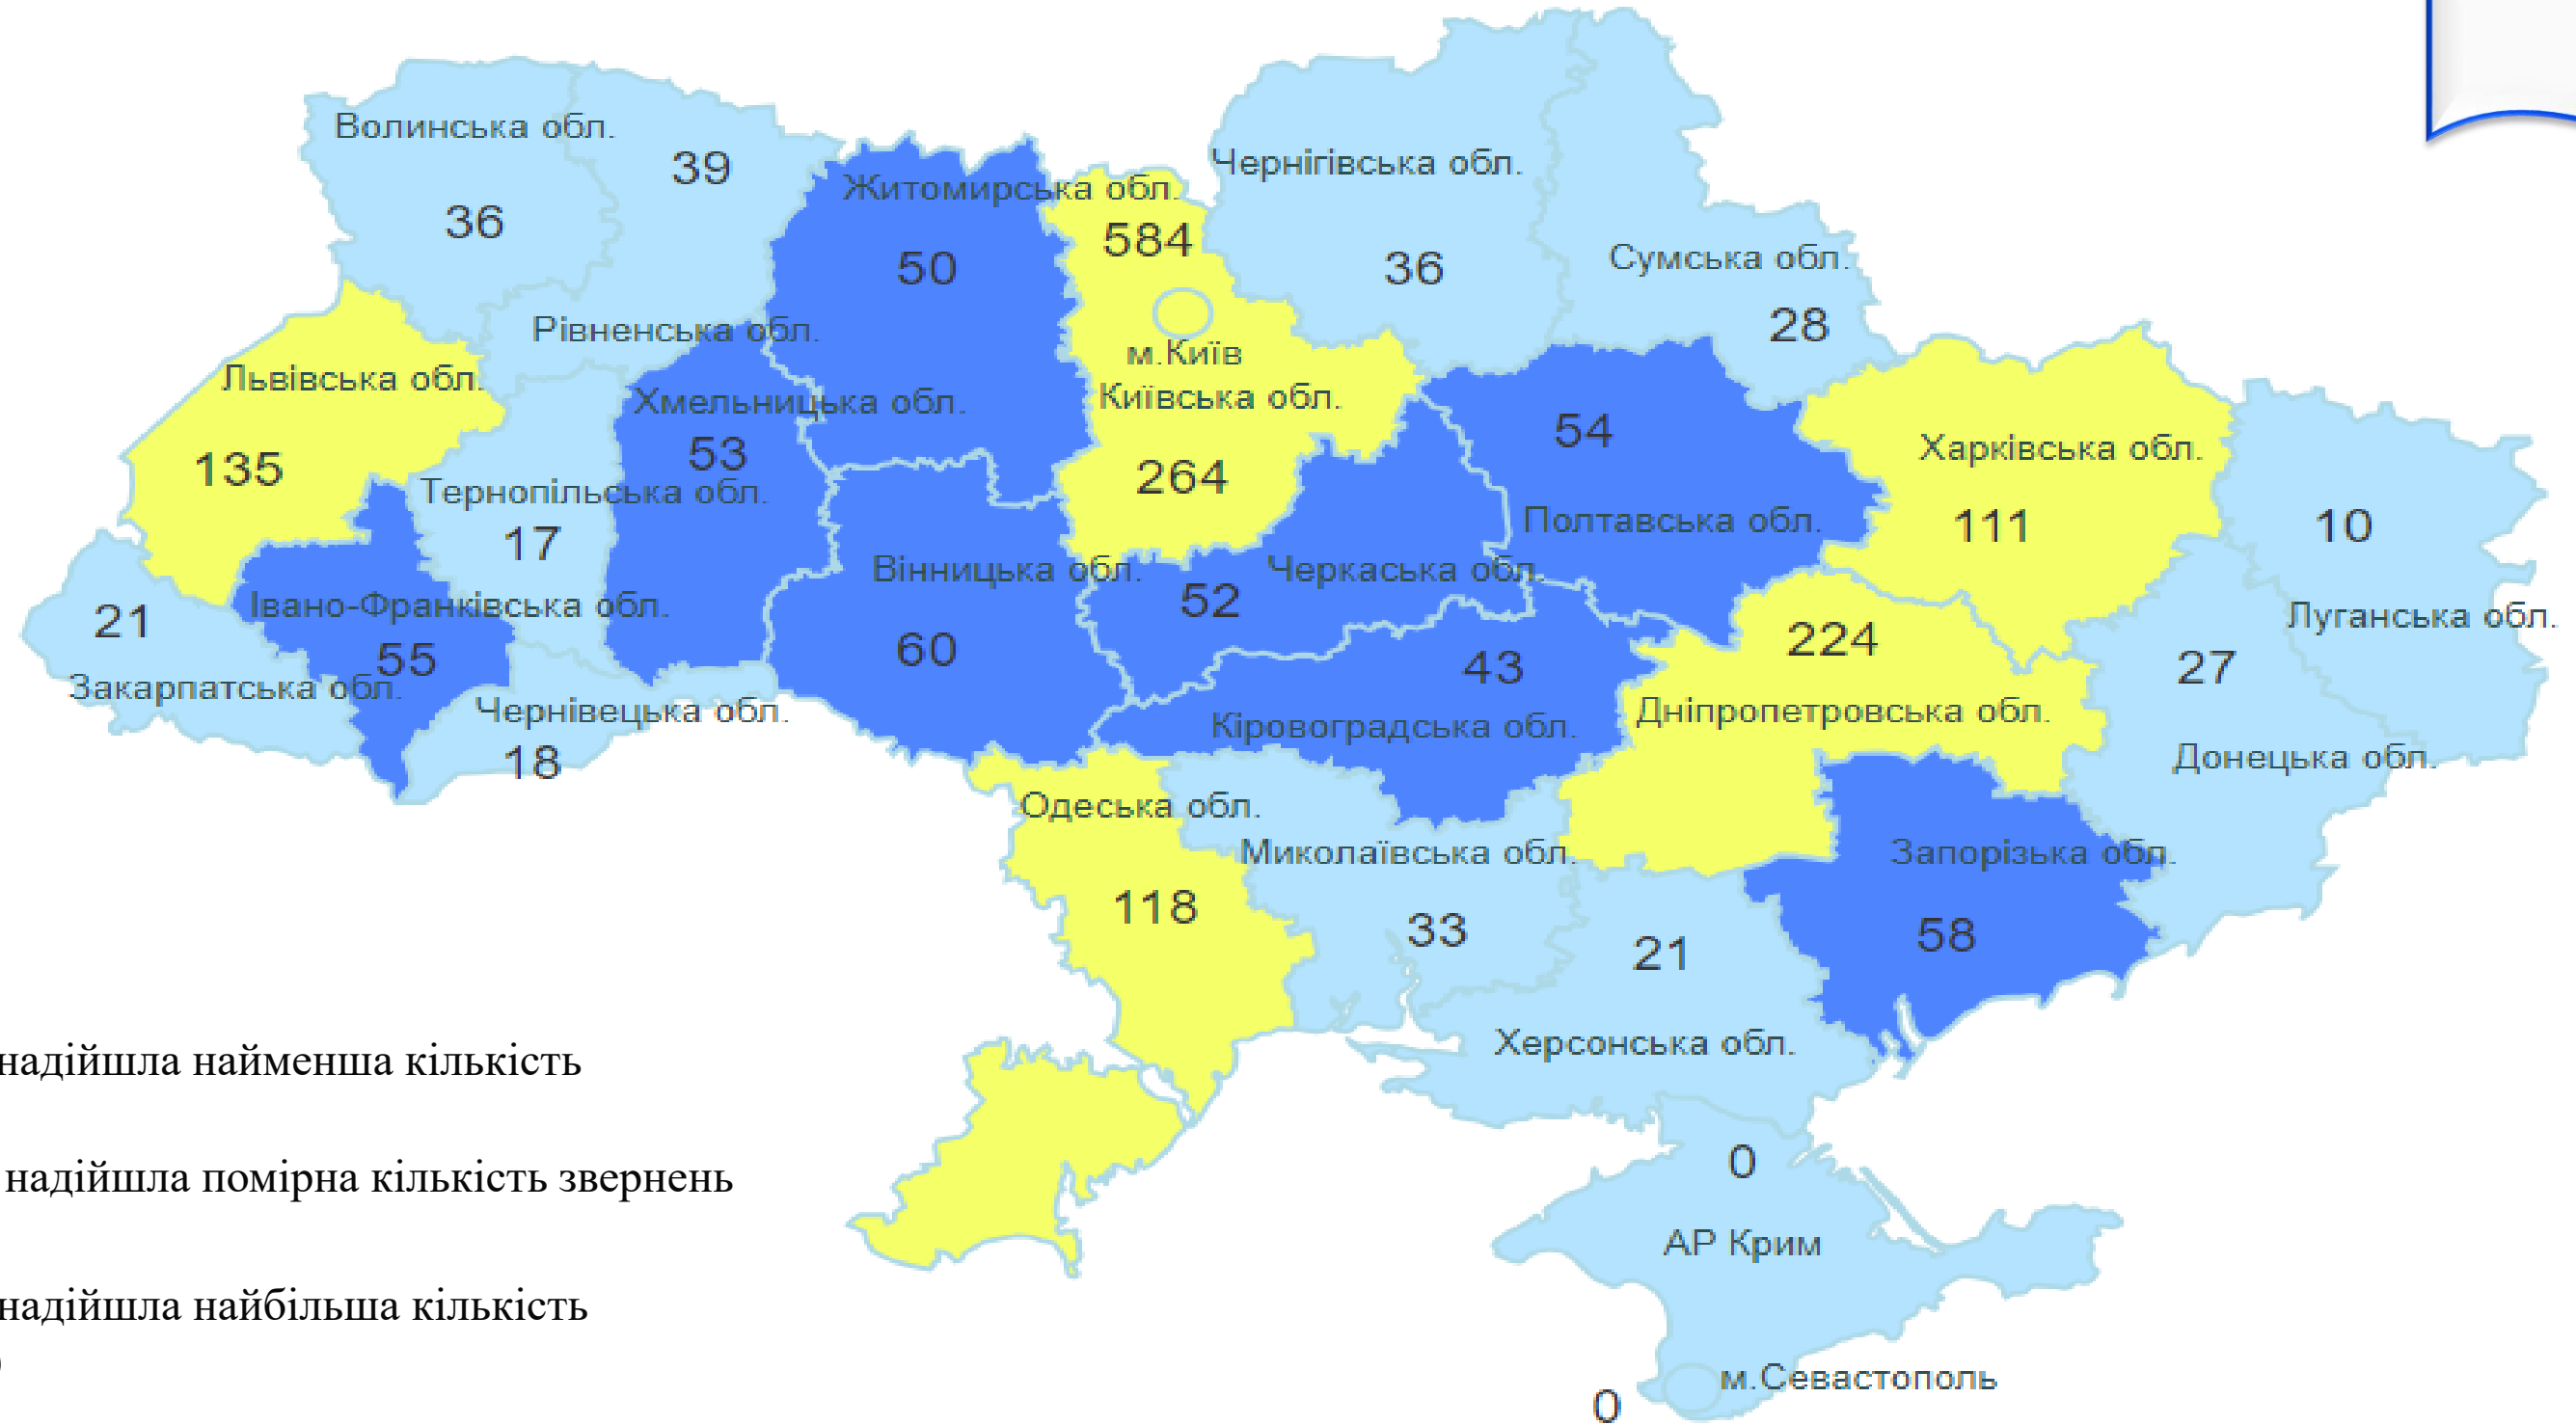 Волинська обл.
36
39
Рівненська обл.
Житомирська обл.
50
584
м.Київ
Київська обл.
264
Чернігівська обл.
36
Сумська обл.
28
Львівська обл.
135
Тернопільська обл.
17
Хмельницька обл.
53
Вінницька обл.
60
52
Черкаська обл.
54
Полтавська обл.
Харківська обл.
111
10
Луганська обл.
21
Закарпатська обл.
Івано-Франківська обл.
55
Чернівецька обл.
18
43
Кіровоградська обл.
224
Дніпропетровська обл.
27
Донецька обл.
Одеська обл.
118
Миколаївська обл.
33
21
Херсонська обл.
Запорізька обл.
58
0
АР Крим
м.Севастополь
0
надійшла найменша кількість
надійшла помірна кількість звернень
надійшла найбільша кількість
)